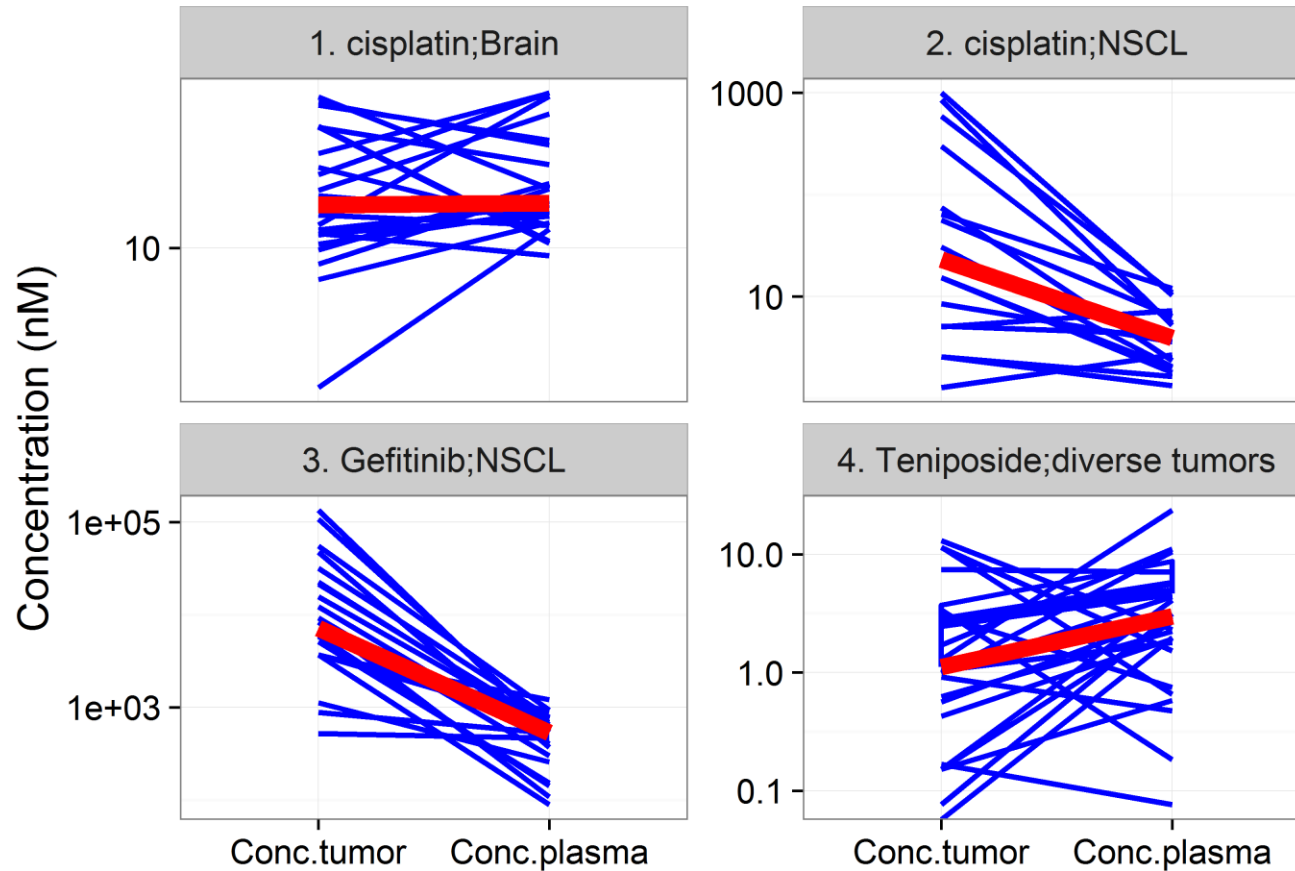 1. cisplatin;Brain
2. cisplatin;NSCL
1000
10
10
Concentration (nM)
3. Gefitinib;NSCL
4. Teniposide;diverse tumors
1e+05
1e+03
10.0
1.0
0.1
Conc.tumor
Conc.plasma
Conc.tumor
Conc.plasma